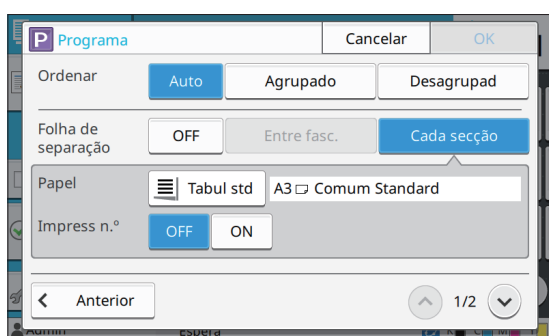 P Programa
Cancelar
OK
Ordenar
Auto
Agrupado
Desagrupad
Folha de
separação
OFF
Entre fasc.
Cada secção
Papel
Tabul std
A3 Comum Standard
Impress n.º
OFF
ON
Anterior
1/2
Admin
Espera